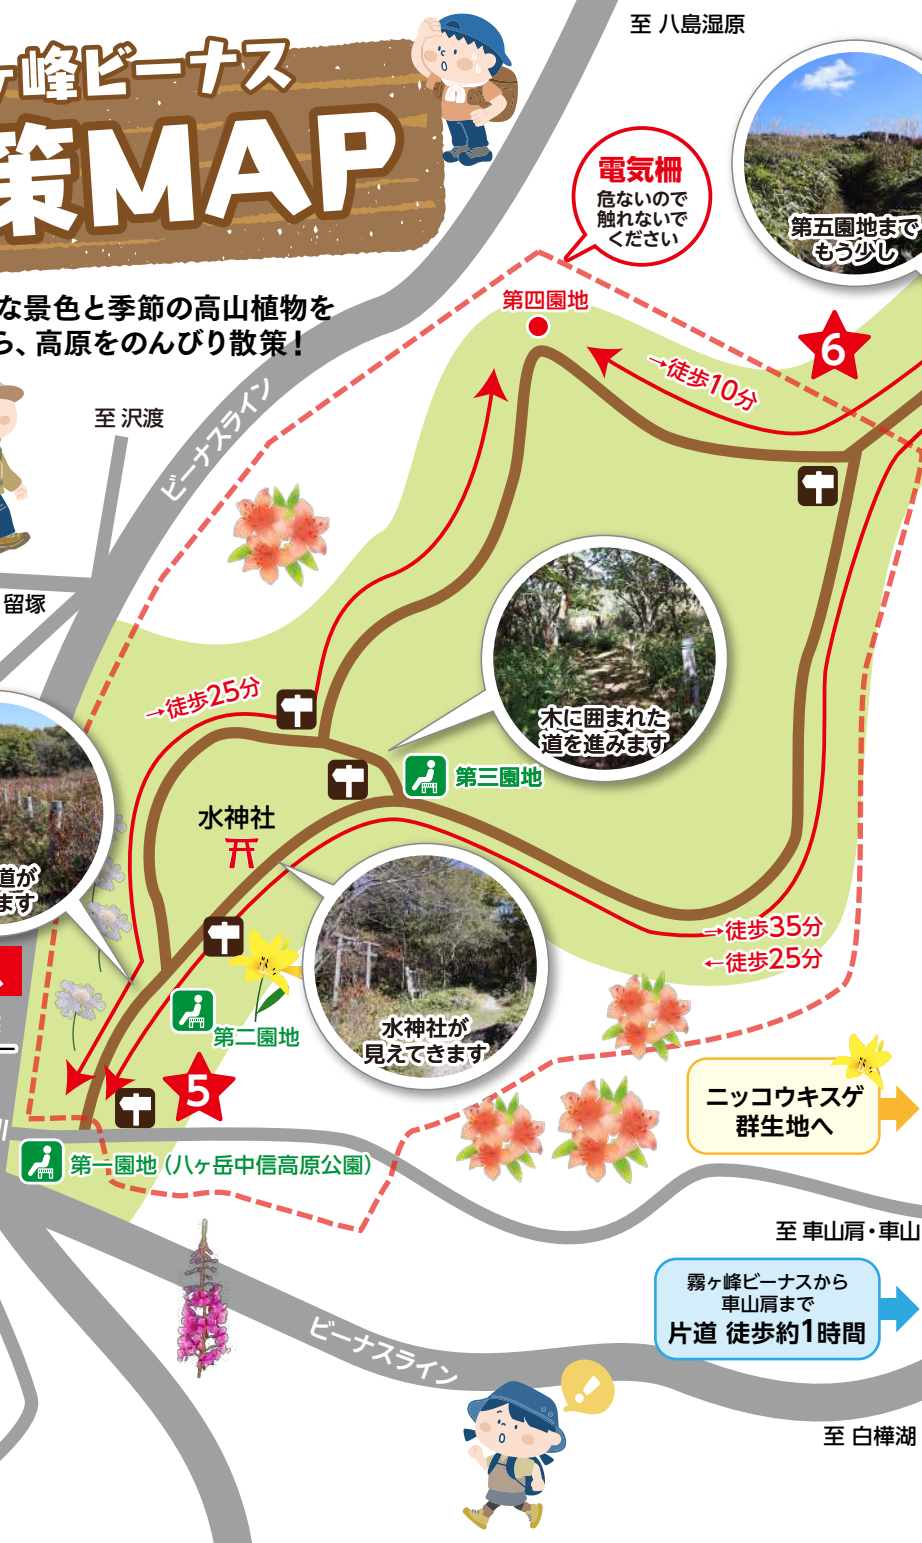 至 八島湿原
ヶ峰ビーナス
策MAP
電気柵
危ないので
触れないで
ください
第五園地まで
もう少し
な景色と季節の高山植物を
ら、高原をのんびり散策！
第四園地
6
→徒歩10分
至 沢渡
ビーナスライン
留塚
→徒歩25分
木に囲まれた
道を進みます
第三園地
水神社
道が
ます
→徒歩35分
←徒歩25分
水神社が
見えてきます
第二園地
5
ニッコウキスゲ
群生地へ
第一園地（八ヶ岳中信高原公園）
至 車山肩・車山
霧ヶ峰ビーナスから
車山肩まで
片道 徒歩約1時間
ビーナスライン
至 白樺湖